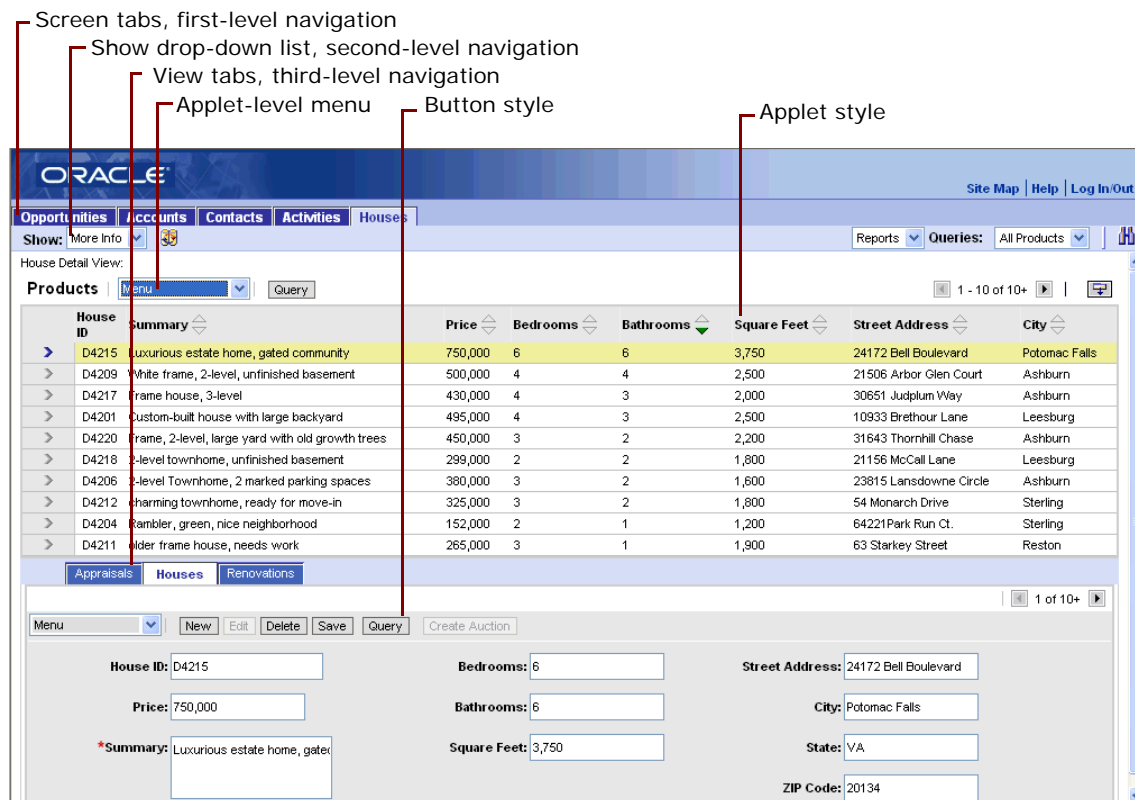 Screen tabs, first-level navigation
Show drop-down list, second-level navigation
View tabs, third-level navigation
Applet-level menu Button style Applet style
ORACLE
Site Map | Help | Log In/Out
Opportunities Accounts Contacts Activities Houses
Show: More Info Reports Queries: All Products
House Detail View:
Products Menu Query 1 - 10 of 10+
House ID Summary Price Bedrooms Bathrooms Square Feet Street Address City
D4215 Luxurious estate home, gated community 750,000 6 6 3,750 24172 Bell Boulevard Potomac Falls
D4209 White frame, 2-level, unfinished basement 500,000 4 4 2,500 21506 Arbor Glen Court Ashburn
D4217 Frame house, 3-level 430,000 4 3 2,000 30651 Judplum Way Ashburn
D4201 Custom-built house with large backyard 495,000 4 3 2,500 10933 Brethour Lane Leesburg
D4220 Frame, 2-level, large yard with old growth trees 450,000 3 2 2,200 31643 Thornhill Chase Ashburn
D4218 2-level townhome, unfinished basement 299,000 2 2 1,800 21156 McCall Lane Leesburg
D4206 2-level Townhome, 2 marked parking spaces 380,000 3 2 1,600 23815 Lansdowne Circle Ashburn
D4212 charming townhome, ready for move-in 325,000 3 2 1,800 54 Monarch Drive Sterling
D4204 Rambler, green, nice neighborhood 152,000 2 1 1,200 64221Park Run Ct. Sterling
D4211 older frame house, needs work 265,000 3 1 1,900 63 Starkey Street Reston
Appraisals Houses Renovations
1 of 10+
Menu New Edit Delete Save Query Create Auction
House ID: D4215 Bedrooms: 6 Street Address: 24172 Bell Boulevard
Price: 750,000 Bathrooms: 6 City: Potomac Falls
*Summary: Luxurious estate home, gated Square Feet: 3,750 State: VA
ZIP Code: 20134